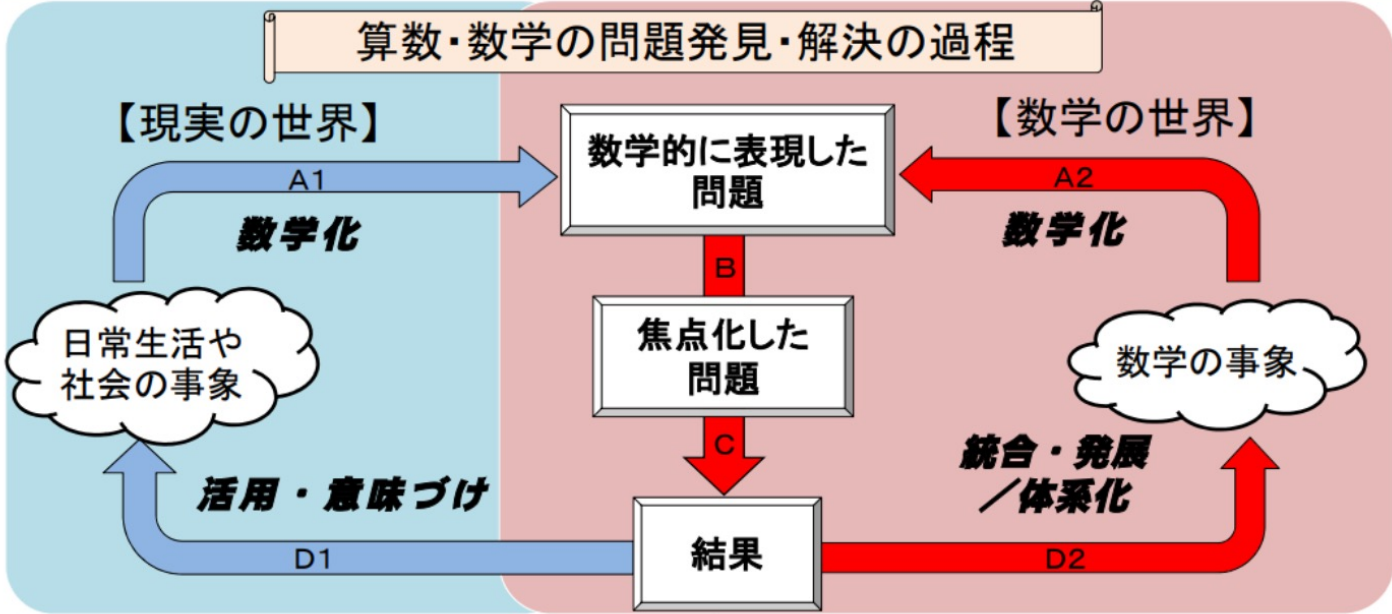 算数・数学の問題発見・解決の過程
【現実の世界】
【数学の世界】
A1
数学化
数学的に表現した
問題
A2
数学化
B
日常生活や
社会の事象
焦点化した
問題
数学の事象
C
活用・意味づけ
統合・発展
／体系化
D1
結果
D2